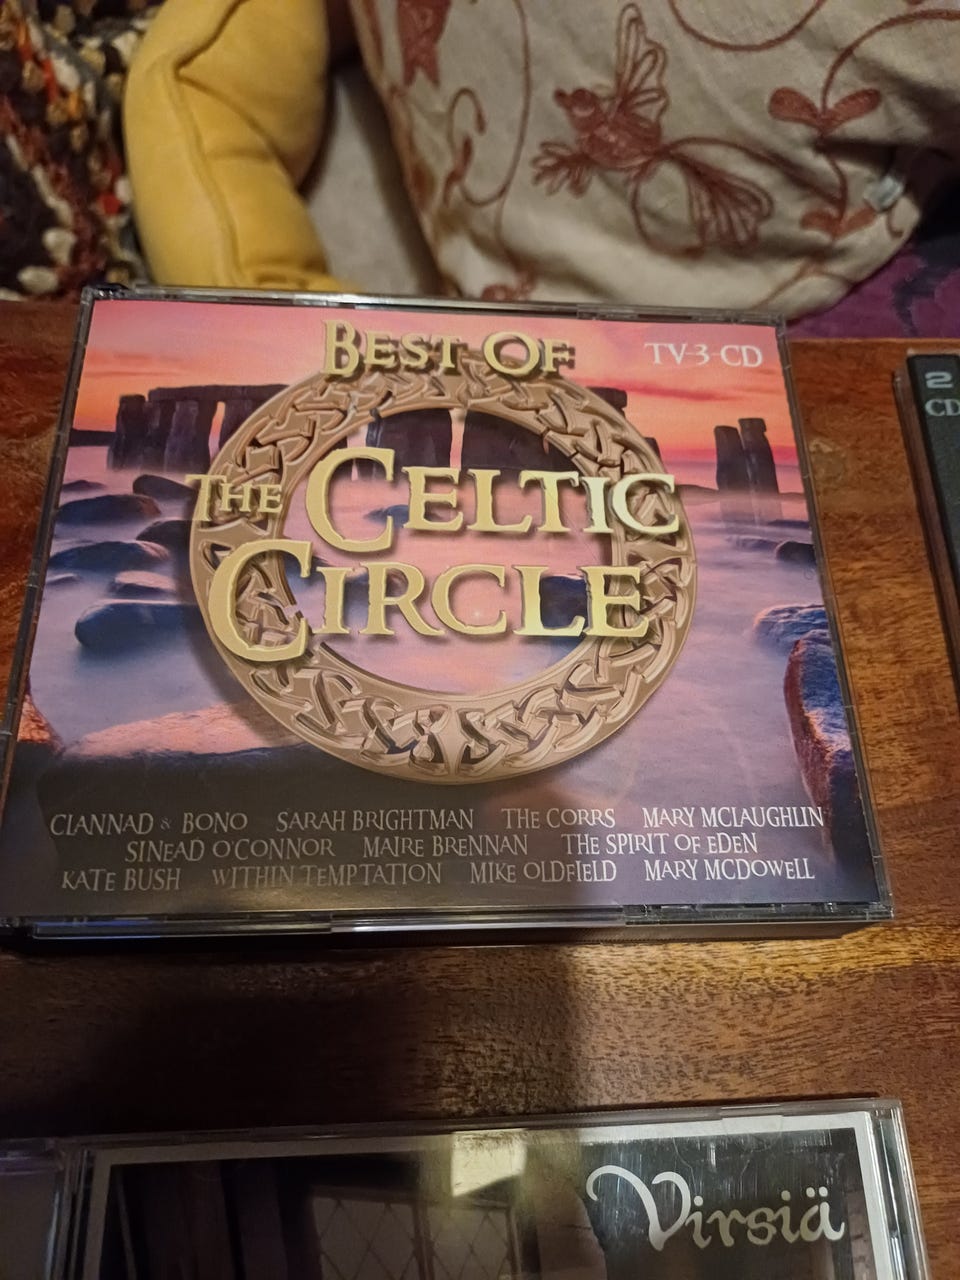 BEST OF
TV-3-CD
THE CELTIC
CIRCLE
CLANNAD & BONO SARAH BRIGHTMAN THE CORRS MARY MCLAUGHLIN
SINEAD O'CONNOR MAIRE BRENNAN THE SPIRIT OF eDEN
KATE BUSH WITHIN TEMPTATION MIKE OLDFIELD MARY MCDOWELL
2
CD
Virsiä